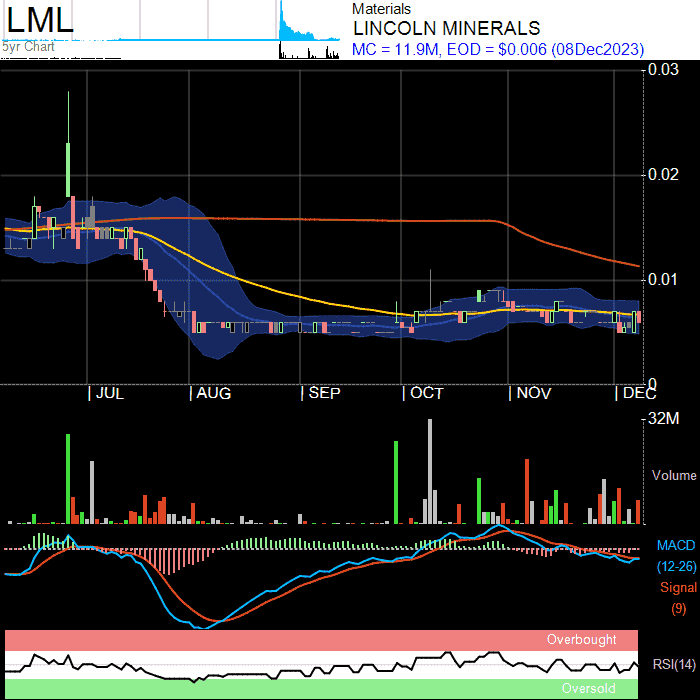 LML
5yr Chart
Materials
LINCOLN MINERALS
MC = 11.9M, EOD = $0.006 (08Dec2023)
0.03
0.02
0.01
0
JUL AUG SEP OCT NOV DEC
32M
Volume
MACD
(12-26)
Signal
(9)
Overbought
RSI(14)
Oversold